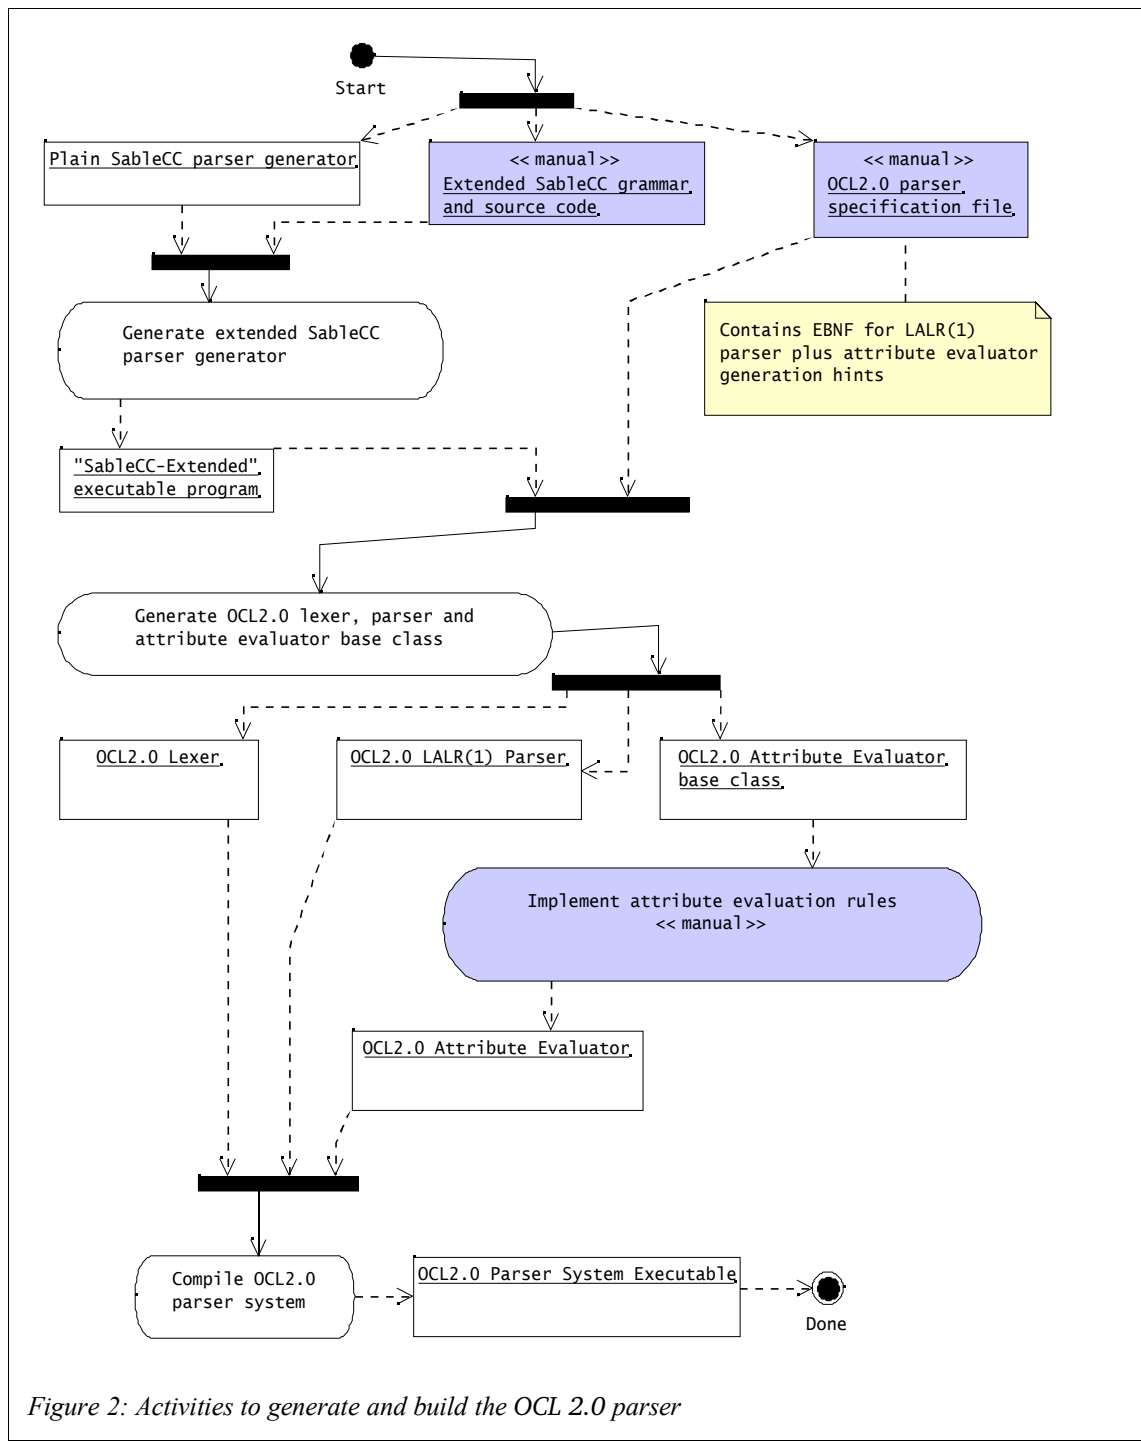 Start
Plain SableCC parser generator
<< manual >>
Extended SableCC grammar
and source code
<< manual >>
OCL2.0 parser
specification file
Generate extended SableCC
parser generator
Contains EBNF for LALR(1)
parser plus attribute evaluator
generation hints
"SableCC-Extended"
executable program
Generate OCL2.0 lexer, parser and
attribute evaluator base class
OCL2.0 Lexer
OCL2.0 LALR(1) Parser
OCL2.0 Attribute Evaluator
base class
Implement attribute evaluation rules
<< manual >>
OCL2.0 Attribute Evaluator
Compile OCL2.0
parser system
OCL2.0 Parser System Executable
Done
Figure 2: Activities to generate and build the OCL 2.0 parser